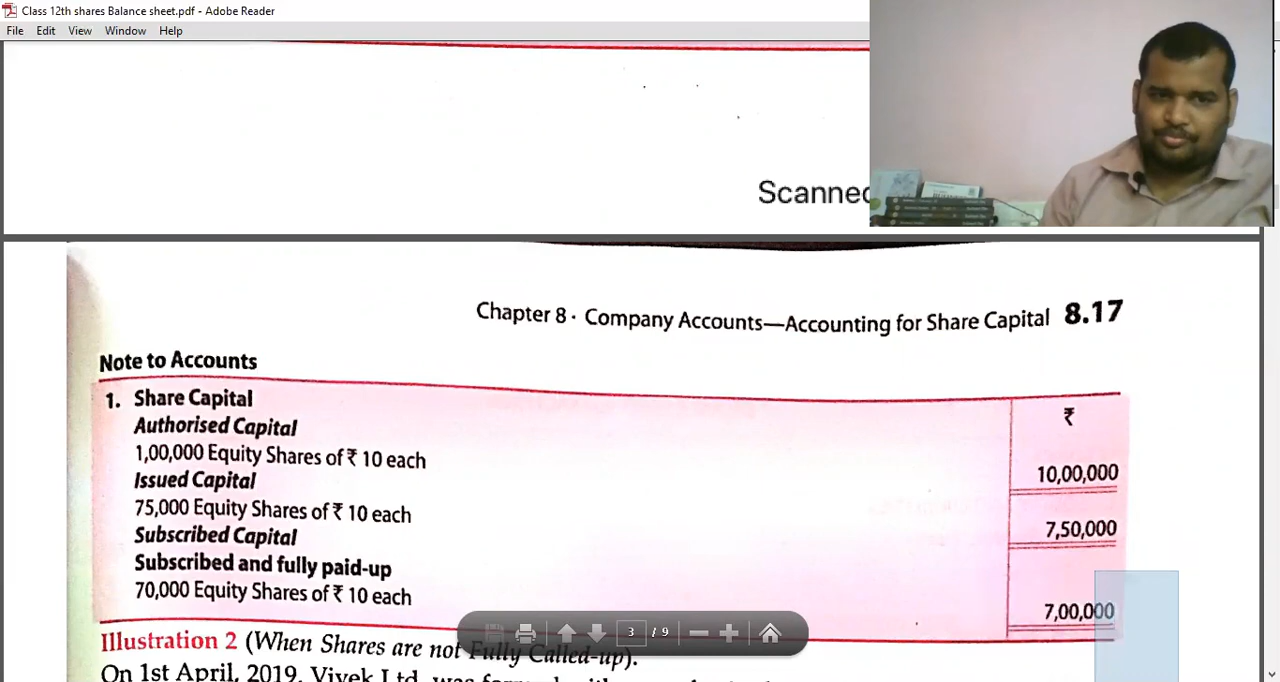 Class 12th shares Balance sheet.pdf - Adobe Reader
File Edit View Window Help
Scanned
Chapter 8 · Company Accounts—Accounting for Share Capital 8.17
Note to Accounts
1. Share Capital ₹
Authorised Capital
1,00,000 Equity Shares of ₹ 10 each 10,00,000
Issued Capital
75,000 Equity Shares of ₹ 10 each 7,50,000
Subscribed Capital
Subscribed and fully paid-up
70,000 Equity Shares of ₹ 10 each 7,00,000
3 / 9
Illustration 2 (When Shares are not Fully Called-up).
On 1st April, 2019, Vivek Ltd. was